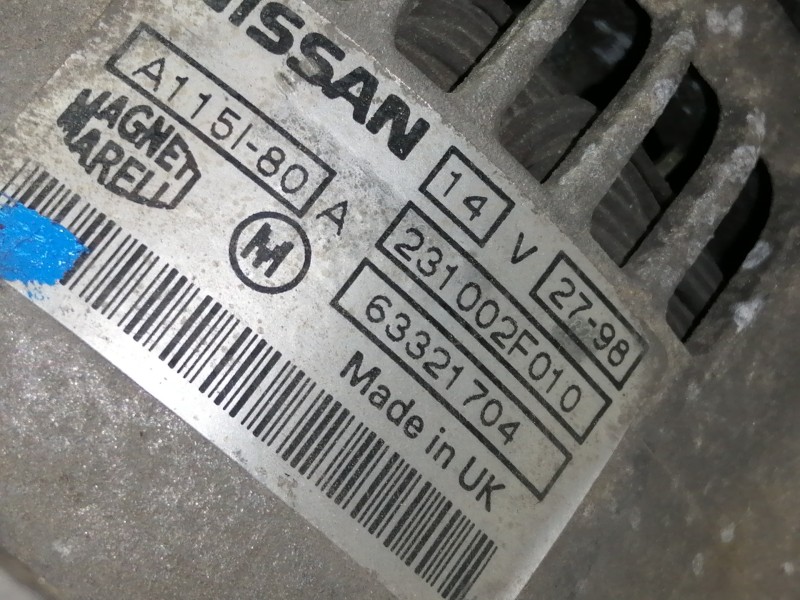 NISSAN
A115I-80 A
14 V 27-98
MAGNETI
MARELLI
M
231002F010
63321704
Made in UK